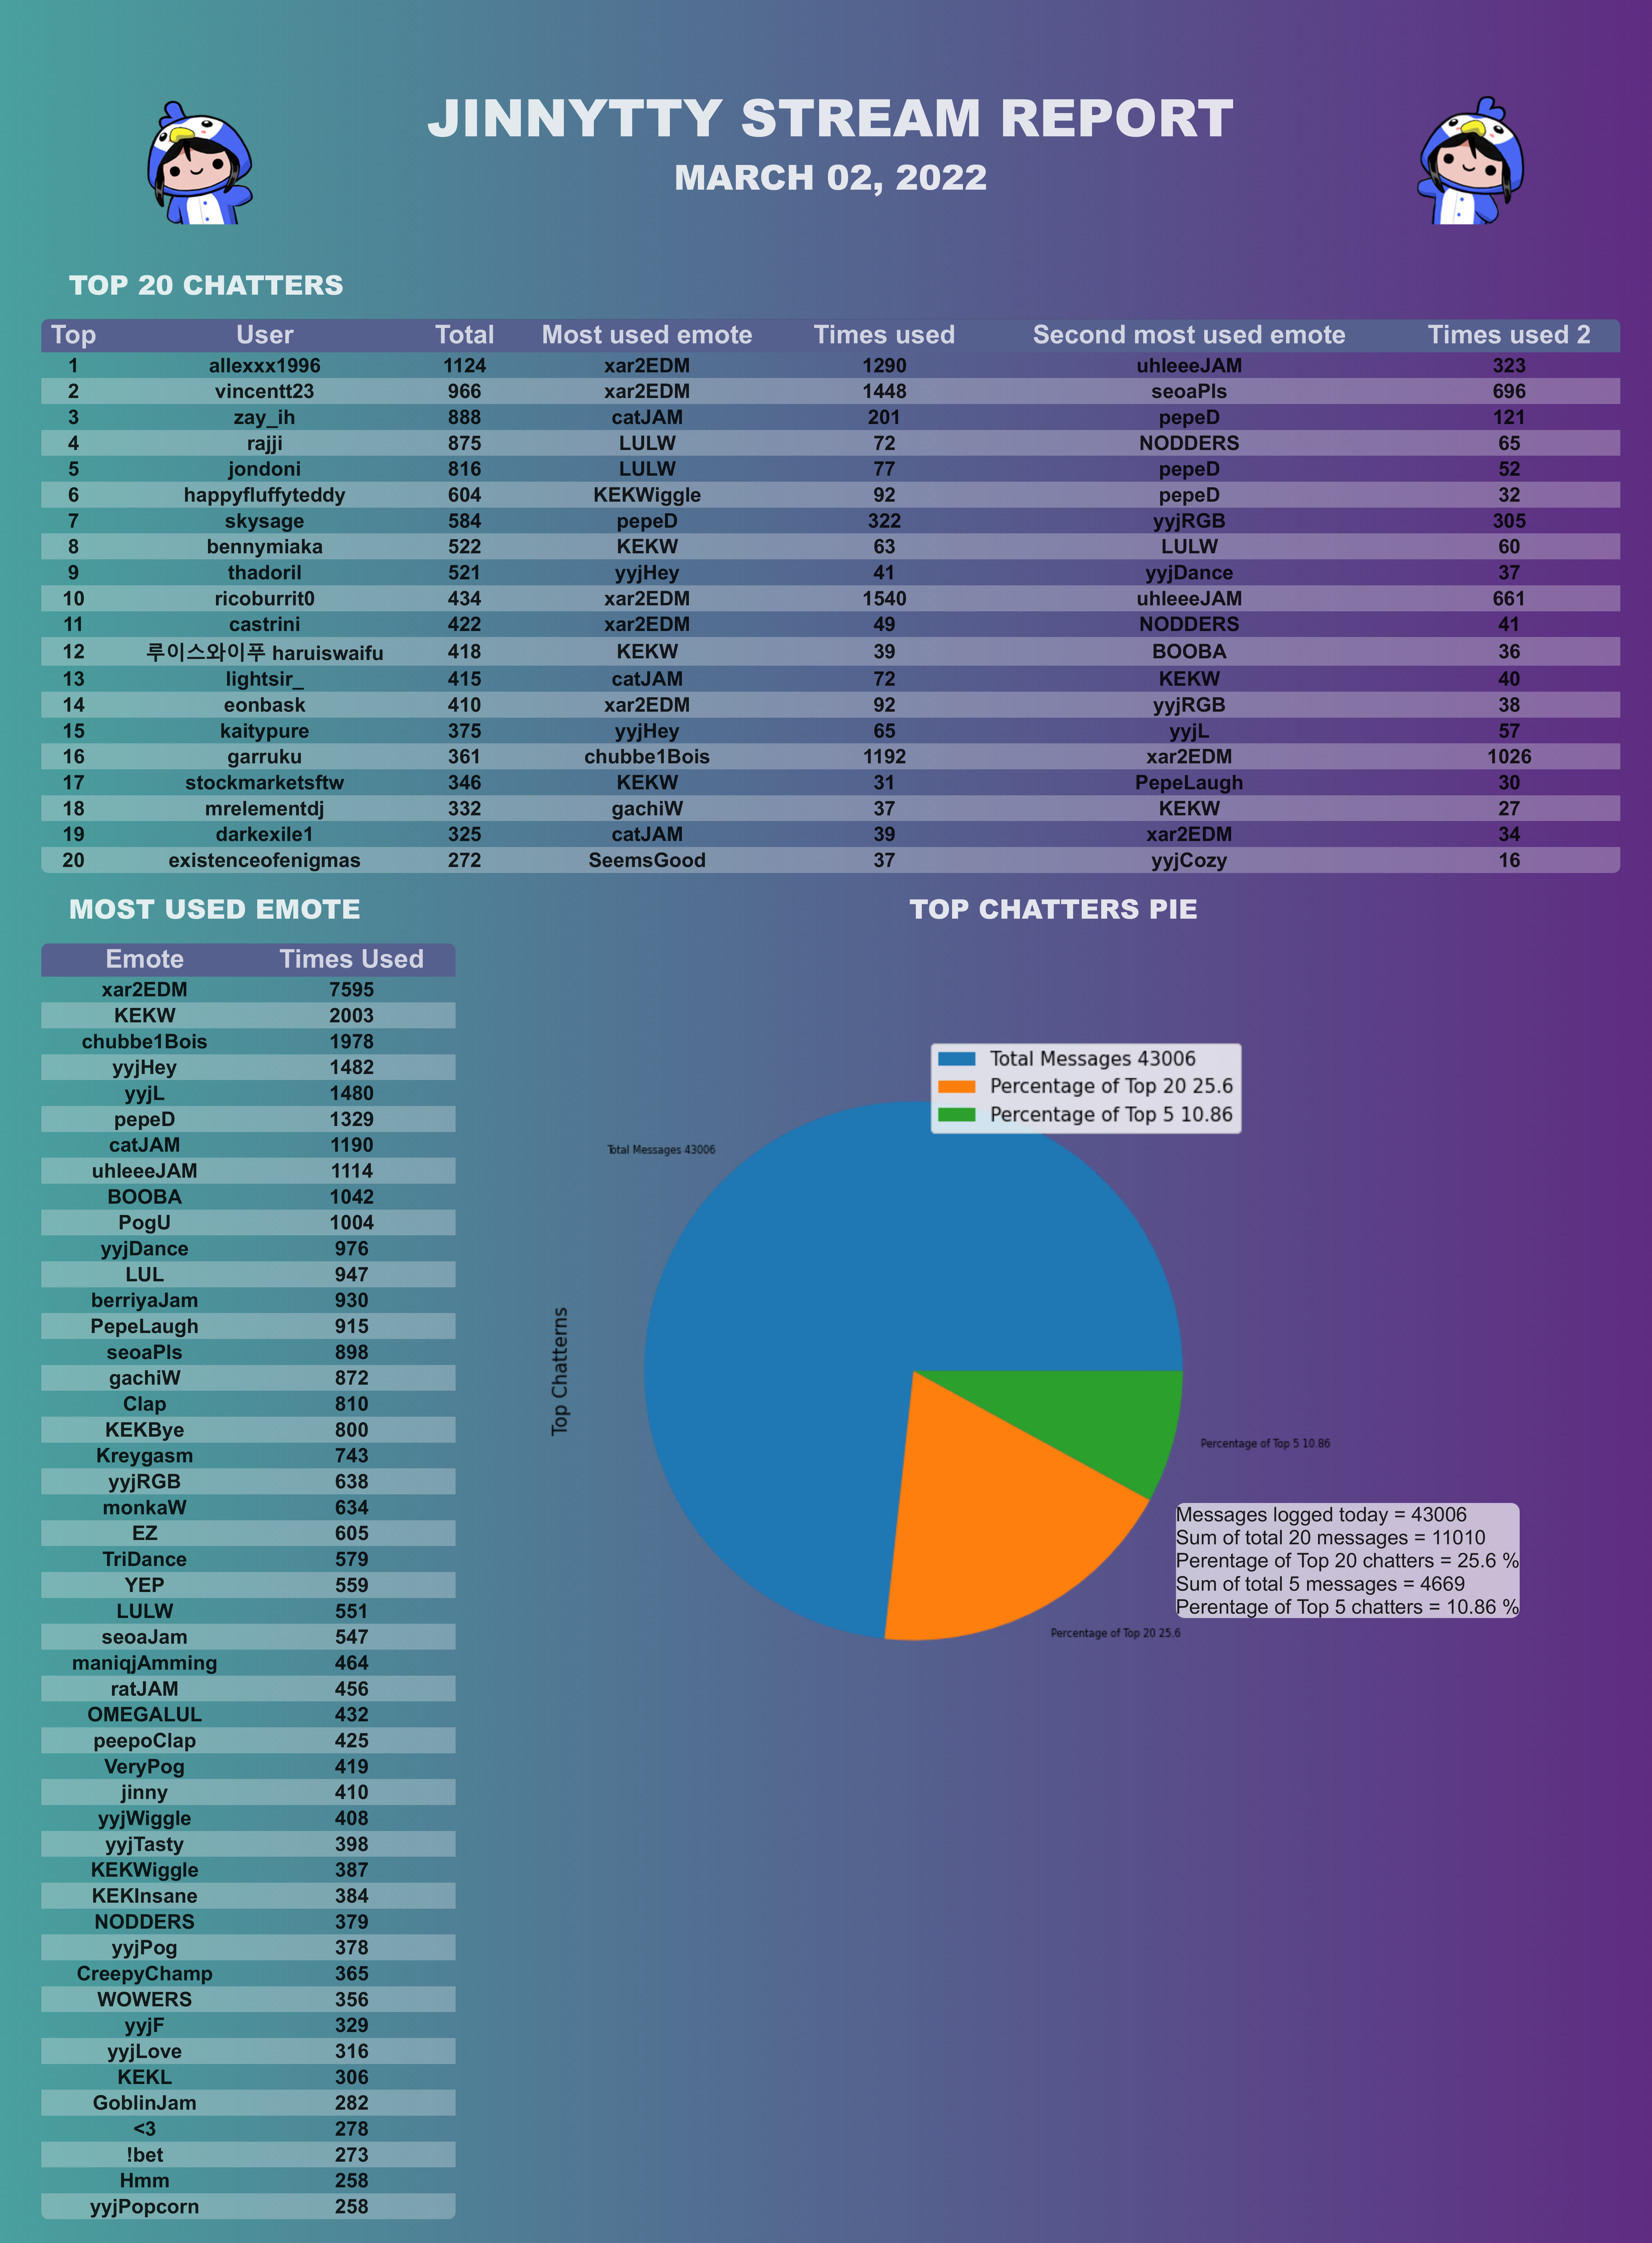 JINNYTTY STREAM REPORT
MARCH 02, 2022
TOP 20 CHATTERS
Top User Total Most used emote Times used Second most used emote Times used 2
1 allexxx1996 1124 xar2EDM 1290 uhleeeJAM 323
2 vincentt23 966 xar2EDM 1448 seoaPls 696
3 zay_ih 888 catJAM 201 pepeD 121
4 rajji 875 LULW 72 NODDERS 65
5 jondoni 816 LULW 77 pepeD 52
6 happyfluffyteddy 604 KEKWiggle 92 pepeD 32
7 skysage 584 pepeD 322 yyjRGB 305
8 bennymiaka 522 KEKW 63 LULW 60
9 thadoril 521 yyjHey 41 yyjDance 37
10 ricoburrit0 434 xar2EDM 1540 uhleeeJAM 661
11 castrini 422 xar2EDM 49 NODDERS 41
12 루이스와이푸 haruiswaifu 418 KEKW 39 BOOBA 36
13 lightsir_ 415 catJAM 72 KEKW 40
14 eonbask 410 xar2EDM 92 yyjRGB 38
15 kaitypure 375 yyjHey 65 yyjL 57
16 garruku 361 chubbe1Bois 1192 xar2EDM 1026
17 stockmarketsftw 346 KEKW 31 PepeLaugh 30
18 mrelementdj 332 gachiW 37 KEKW 27
19 darkexile1 325 catJAM 39 xar2EDM 34
20 existenceofenigmas 272 SeemsGood 37 yyjCozy 16
MOST USED EMOTE
Emote Times Used
xar2EDM 7595
KEKW 2003
chubbe1Bois 1978
yyjHey 1482
yyjL 1480
pepeD 1329
catJAM 1190
uhleeeJAM 1114
BOOBA 1042
PogU 1004
yyjDance 976
LUL 947
berriyaJam 930
PepeLaugh 915
seoaPls 898
gachiW 872
Clap 810
KEKBye 800
Kreygasm 743
yyjRGB 638
monkaW 634
EZ 605
TriDance 579
YEP 559
LULW 551
seoaJam 547
maniqjAmming 464
ratJAM 456
OMEGALUL 432
peepoClap 425
VeryPog 419
jinny 410
yyjWiggle 408
yyjTasty 398
KEKWiggle 387
KEKInsane 384
NODDERS 379
yyjPog 378
CreepyChamp 365
WOWERS 356
yyjF 329
yyjLove 316
KEKL 306
GoblinJam 282
<3 278
!bet 273
Hmm 258
yyjPopcorn 258
TOP CHATTERS PIE
Total Messages 43006
Percentage of Top 20 25.6
Percentage of Top 5 10.86
Total Messages 43006
Top Chatterns
Percentage of Top 5 10.86
Percentage of Top 20 25.6
Messages logged today = 43006
Sum of total 20 messages = 11010
Perentage of Top 20 chatters = 25.6 %
Sum of total 5 messages = 4669
Perentage of Top 5 chatters = 10.86 %